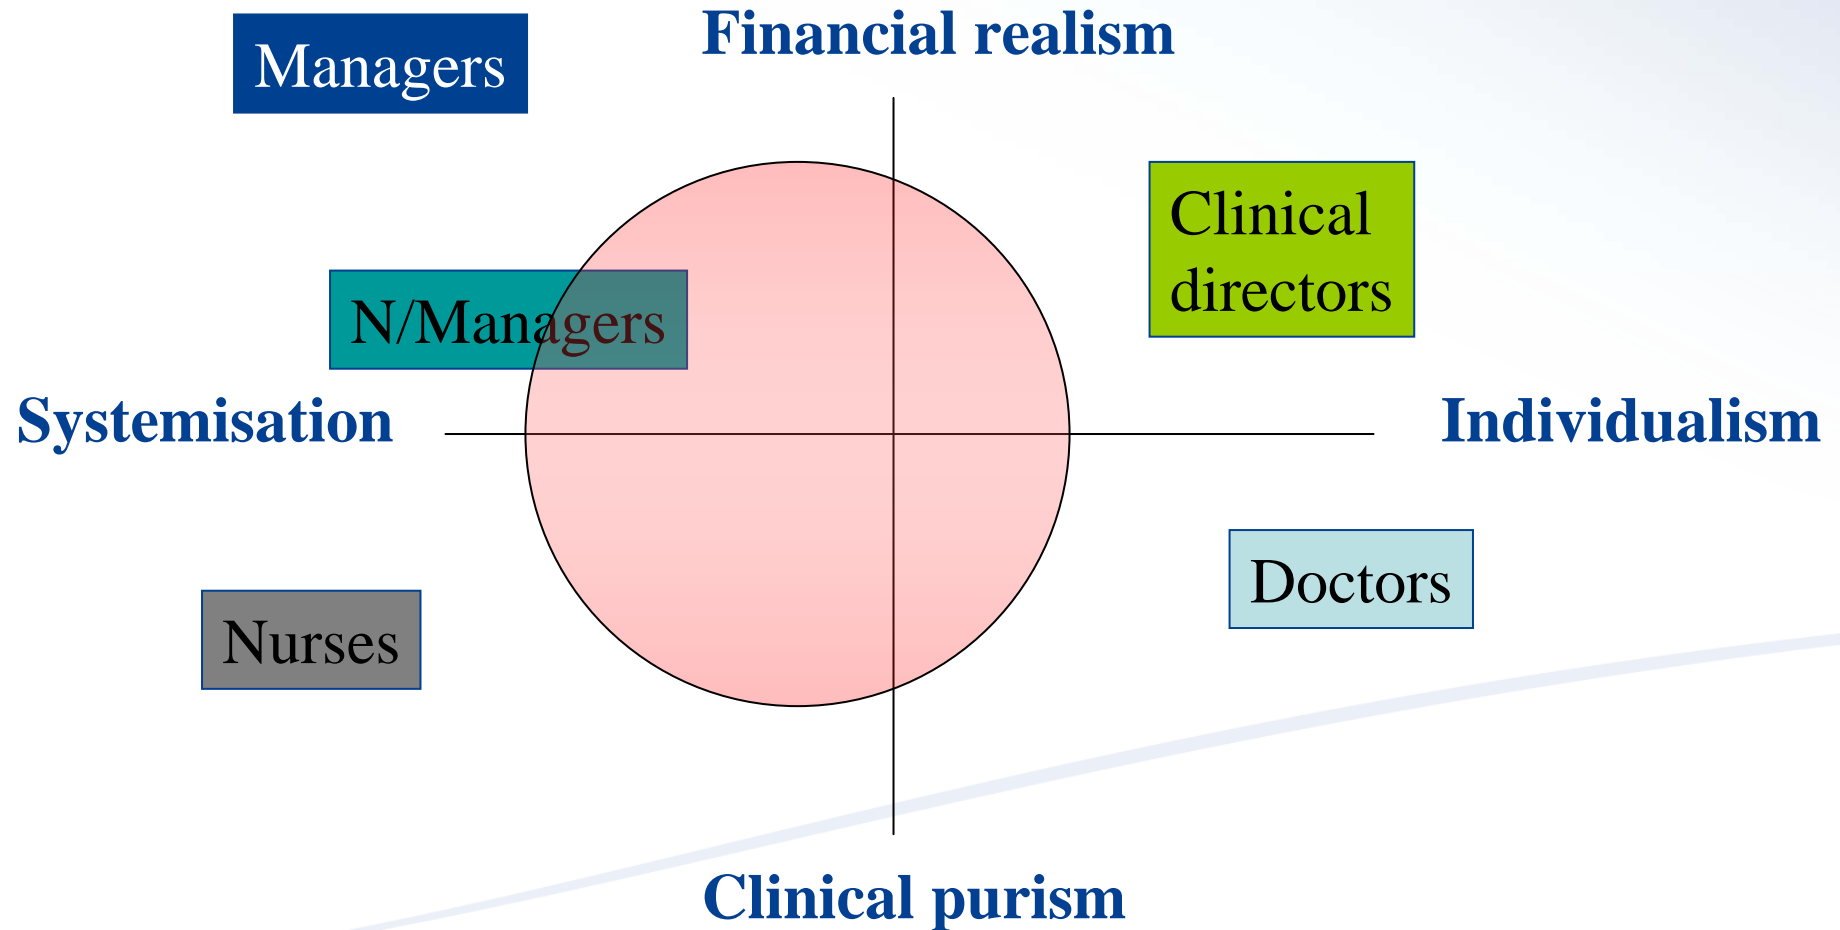 Financial realism
Managers
Clinical
directors
N/Managers
Systemisation
Individualism
Doctors
Nurses
Clinical purism